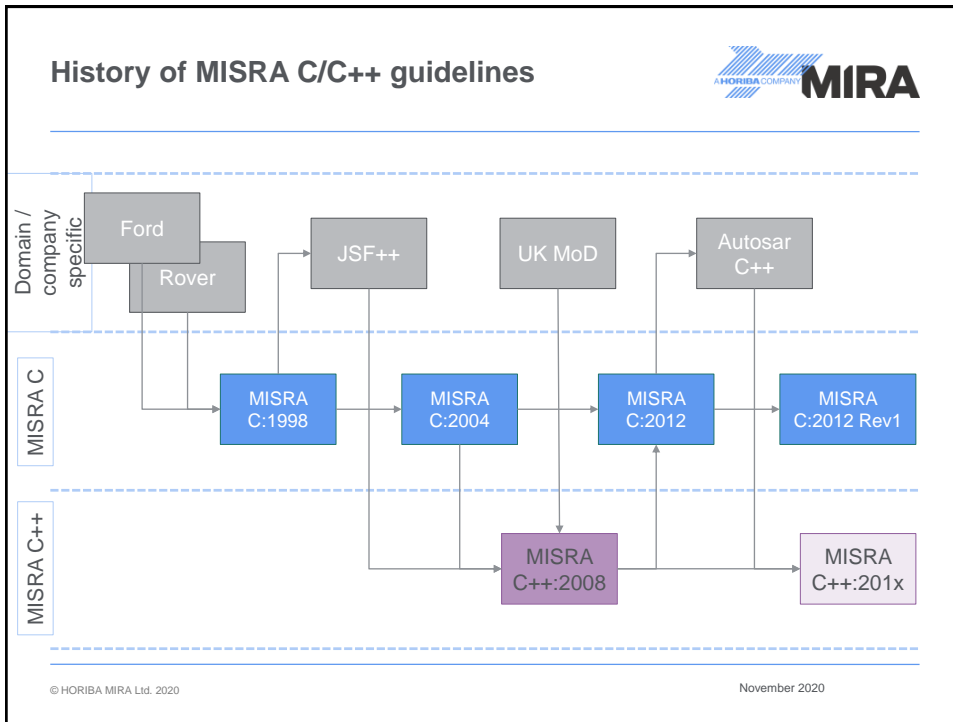 History of MISRA C/C++ guidelines
A HORIBA COMPANY
MIRA
Domain /
company
specific
Ford
Rover
JSF++
UK MoD
Autosar
C++
MISRA C
MISRA
C:1998
MISRA
C:2004
MISRA
C:2012
MISRA
C:2012 Rev1
MISRA C++
MISRA
C++:2008
MISRA
C++:201x
© HORIBA MIRA Ltd. 2020
November 2020